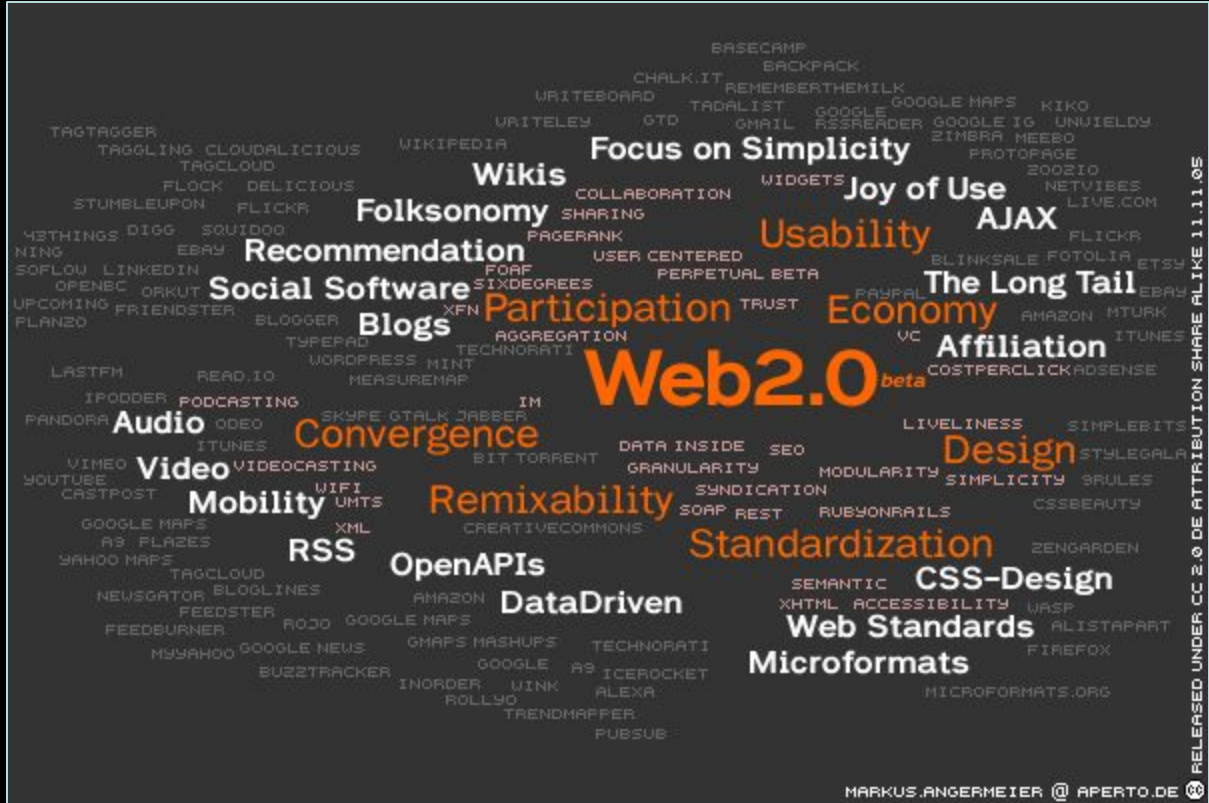 BASECAMP
BACKPACK
CHALK.IT
REMEMBERTHEMILK
WRITEBOARD
TADALIST
GOOGLE
GOOGLE MAPS
KIKO
WRITELEY
GTD
GMAIL
RSSREADER
GOOGLE IG
UNWIELDY
TAGTAGGER
TAGGLING
CLOUDALICIOUS
WIKIPEDIA
Focus on Simplicity
ZIMBRA
MEEBO
PROTOPAGE
TAGCLOUD
Wikis
ZOOZIO
FLOCK
DELICIOUS
COLLABORATION
WIDGETS
Joy of Use
NETVIBES
STUMBLEUPON
FLICKR
Folksonomy
SHARING
AJAX
LIVE.COM
43THINGS
DIGG
SQUIDOO
PAGERANK
Usability
FLICKR
NING
EBAY
Recommendation
USER CENTERED
BLINKSALE
FOTOLIA
ETSY
SOFLOW
LINKEDIN
FOAF
PERPETUAL BETA
OPENBC
ORKUT
Social Software
SIXDEGREES
PAYPAL
The Long Tail
EBAY
UPCOMING
FRIENDSTER
XFN
Participation
TRUST
Economy
AMAZON
MTURK
PLANZO
BLOGGER
Blogs
AGGREGATION
VC
ITUNES
TYPEPAD
TECHNORATI
Affiliation
WORDPRESS
MINT
Web2.0
beta
COSTPERCLICK
ADSENSE
LASTFM
READ.IO
MEASUREMAP
IPODDER
PODCASTING
IM
PANDORA
Audio
ODEO
SKYPE
GTALK
JABBER
LIVELINESS
SIMPLEBITS
ITUNES
Convergence
DATA INSIDE
SEO
Design
STYLEGALA
VIMEO
Video
VIDEOCASTING
BIT TORRENT
GRANULARITY
MODULARITY
SIMPLICITY
9RULES
YOUTUBE
CASTPOST
Mobility
WIFI
UMTS
Remixability
SYNDICATION
CSSBEAUTY
SOAP
REST
RUBYONRAILS
GOOGLE MAPS
XML
CREATIVECOMMONS
A9
PLAZES
RSS
Standardization
ZENGARDEN
YAHOO MAPS
OpenAPIs
TAGCLOUD
SEMANTIC
CSS-Design
NEWSGATOR
BLOGLINES
AMAZON
DataDriven
XHTML
ACCESSIBILITY
WASP
FEEDSTER
ROJO
GOOGLE MAPS
Web Standards
ALISTAPART
FEEDBURNER
GMAPS MASHUPS
TECHNORATI
FIREFOX
MYYAHOO
GOOGLE NEWS
GOOGLE
A9
Microformats
BUZZTRACKER
ICEROCKET
INORDER
WINK
ALEXA
MICROFORMATS.ORG
ROLLYO
TRENDMAPPER
PUBSUB
MARKUS.ANGERMEIER @ APERTO.DE
RELEASED UNDER CC 2.0 DE ATTRIBUTION SHARE ALIKE 11.11.05